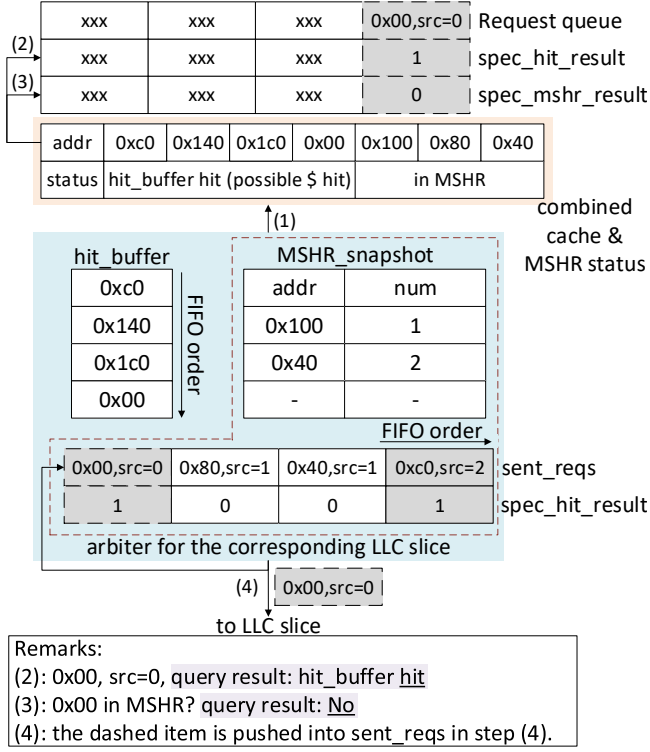 xxx xxx xxx 0x00,src=0 Request queue
(2) xxx xxx xxx 1 spec_hit_result
(3) xxx xxx xxx 0 spec_mshr_result
addr 0xc0 0x140 0x1c0 0x00 0x100 0x80 0x40
status hit_buffer hit (possible $ hit) in MSHR
(1)
combined
cache &
MSHR status
hit_buffer
0xc0
0x140
0x1c0
0x00
FIFO order
MSHR_snapshot
addr num
0x100 1
0x40 2
- -
FIFO order
0x00,src=0 0x80,src=1 0x40,src=1 0xc0,src=2 sent_reqs
1 0 0 1 spec_hit_result
arbiter for the corresponding LLC slice
(4) 0x00,src=0
to LLC slice
Remarks:
(2): 0x00, src=0, query result: hit_buffer hit
(3): 0x00 in MSHR? query result: No
(4): the dashed item is pushed into sent_reqs in step (4).